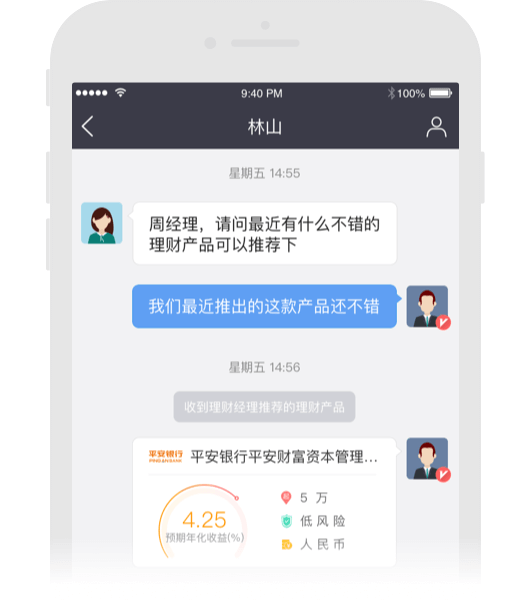 9:40 PM
100%
林山
星期五 14:55
周经理，请问最近有什么不错的
理财产品可以推荐下
我们最近推出的这款产品还不错
星期五 14:56
收到理财经理推荐的理财产品
平安银行
PING AN BANK
平安银行平安财富资本管理...
4.25
预期年化收益(%)
起
5 万
低风险
人民币